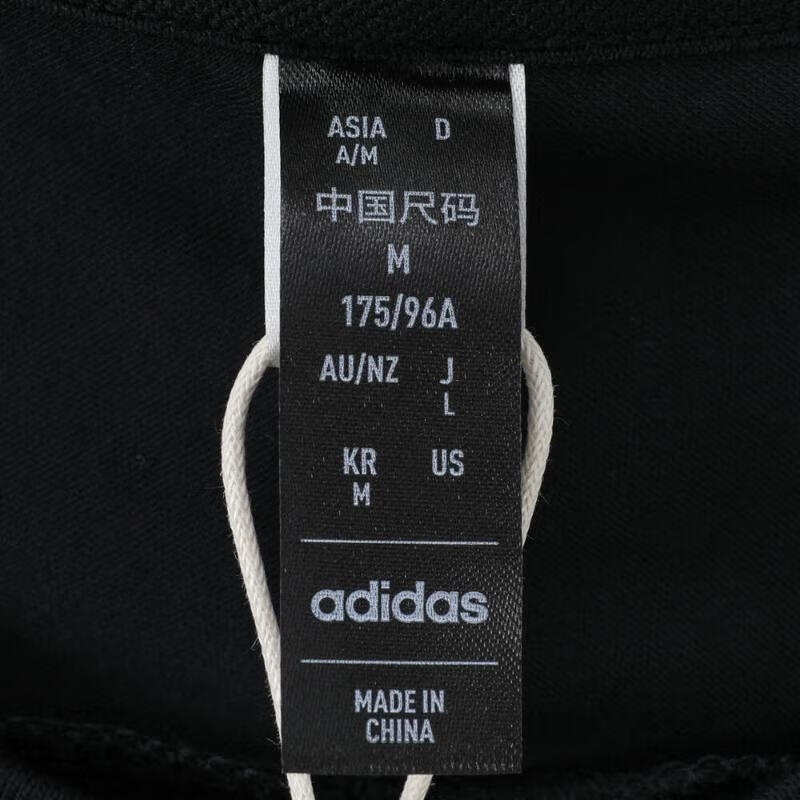 ASIA D
A/M
中国尺码
M
175/96A
AU/NZ J
L
KR US
M
adidas
MADE IN
CHINA